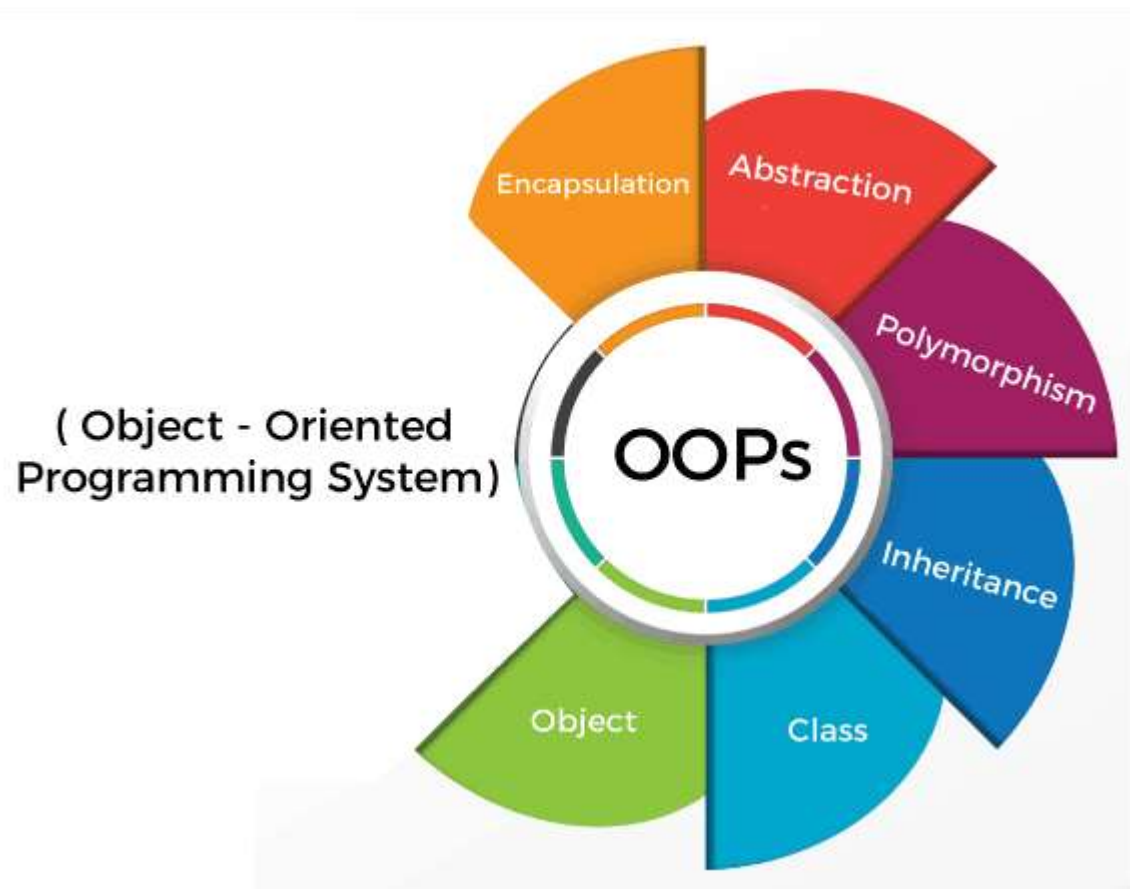 Encapsulation
Abstraction
Polymorphism
( Object - Oriented
Programming System)
OOPs
Inheritance
Class
Object